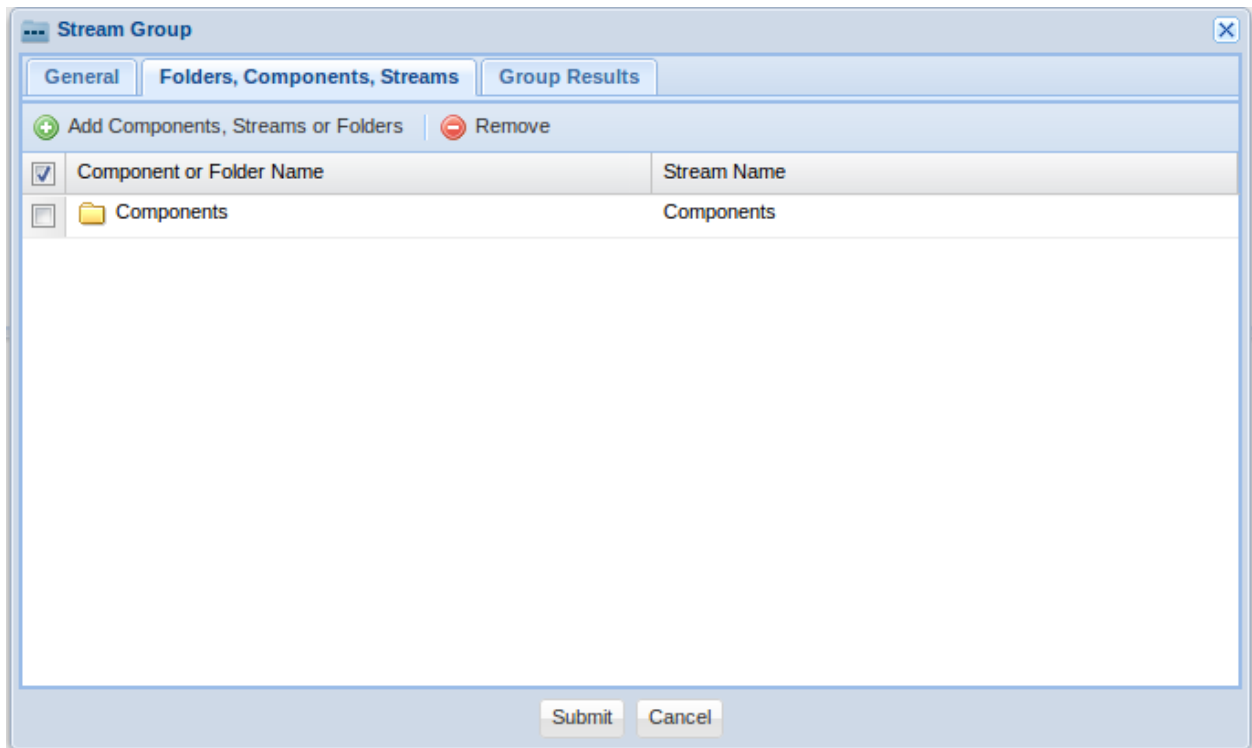 Stream Group
General Folders, Components, Streams Group Results
Add Components, Streams or Folders Remove
Component or Folder Name Stream Name
Components Components
Submit Cancel